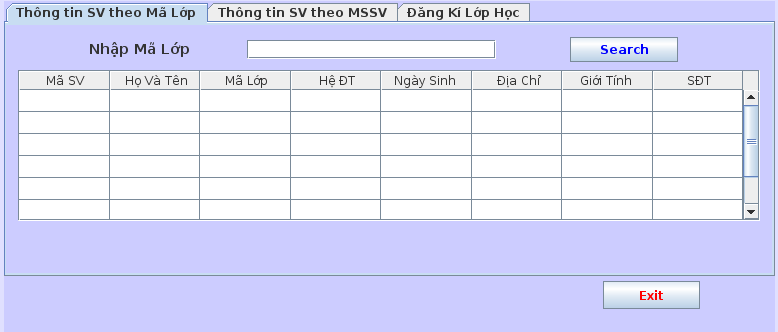 Thông tin SV theo Mã Lớp Thông tin SV theo MSSV Đăng Kí Lớp Học
Nhập Mã Lớp Search
Mã SV Họ Và Tên Mã Lớp Hệ ĐT Ngày Sinh Địa Chỉ Giới Tính SĐT
Exit